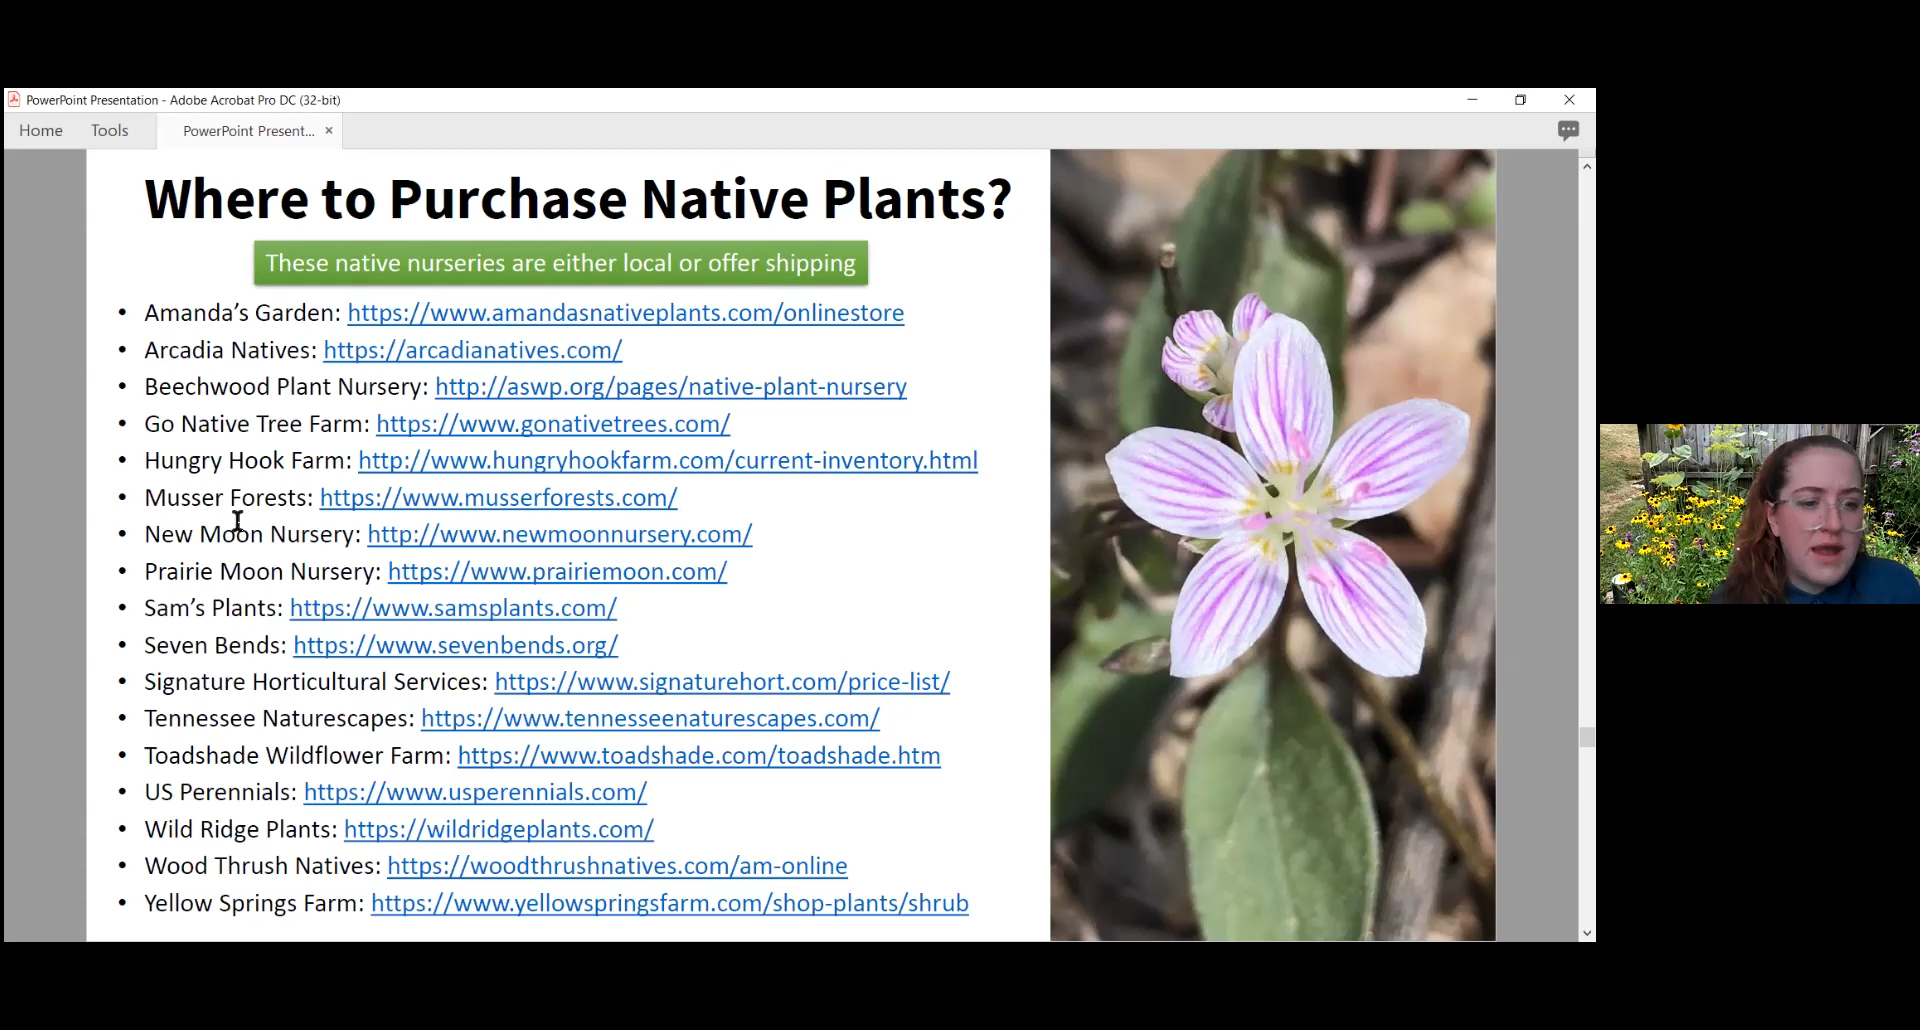 PowerPoint Presentation - Adobe Acrobat Pro DC (32-bit)
Home Tools PowerPoint Present... ×
Where to Purchase Native Plants?
These native nurseries are either local or offer shipping
• Amanda’s Garden: https://www.amandasnativeplants.com/onlinestore
• Arcadia Natives: https://arcadianatives.com/
• Beechwood Plant Nursery: http://aswp.org/pages/native-plant-nursery
• Go Native Tree Farm: https://www.gonativetrees.com/
• Hungry Hook Farm: http://www.hungryhookfarm.com/current-inventory.html
• Musser Forests: https://www.musserforests.com/
• New Moon Nursery: http://www.newmoonnursery.com/
• Prairie Moon Nursery: https://www.prairiemoon.com/
• Sam’s Plants: https://www.samsplants.com/
• Seven Bends: https://www.sevenbends.org/
• Signature Horticultural Services: https://www.signaturehort.com/price-list/
• Tennessee Naturescapes: https://www.tennesseenaturescapes.com/
• Toadshade Wildflower Farm: https://www.toadshade.com/toadshade.htm
• US Perennials: https://www.usperennials.com/
• Wild Ridge Plants: https://wildridgeplants.com/
• Wood Thrush Natives: https://woodthrushnatives.com/am-online
• Yellow Springs Farm: https://www.yellowspringsfarm.com/shop-plants/shrub